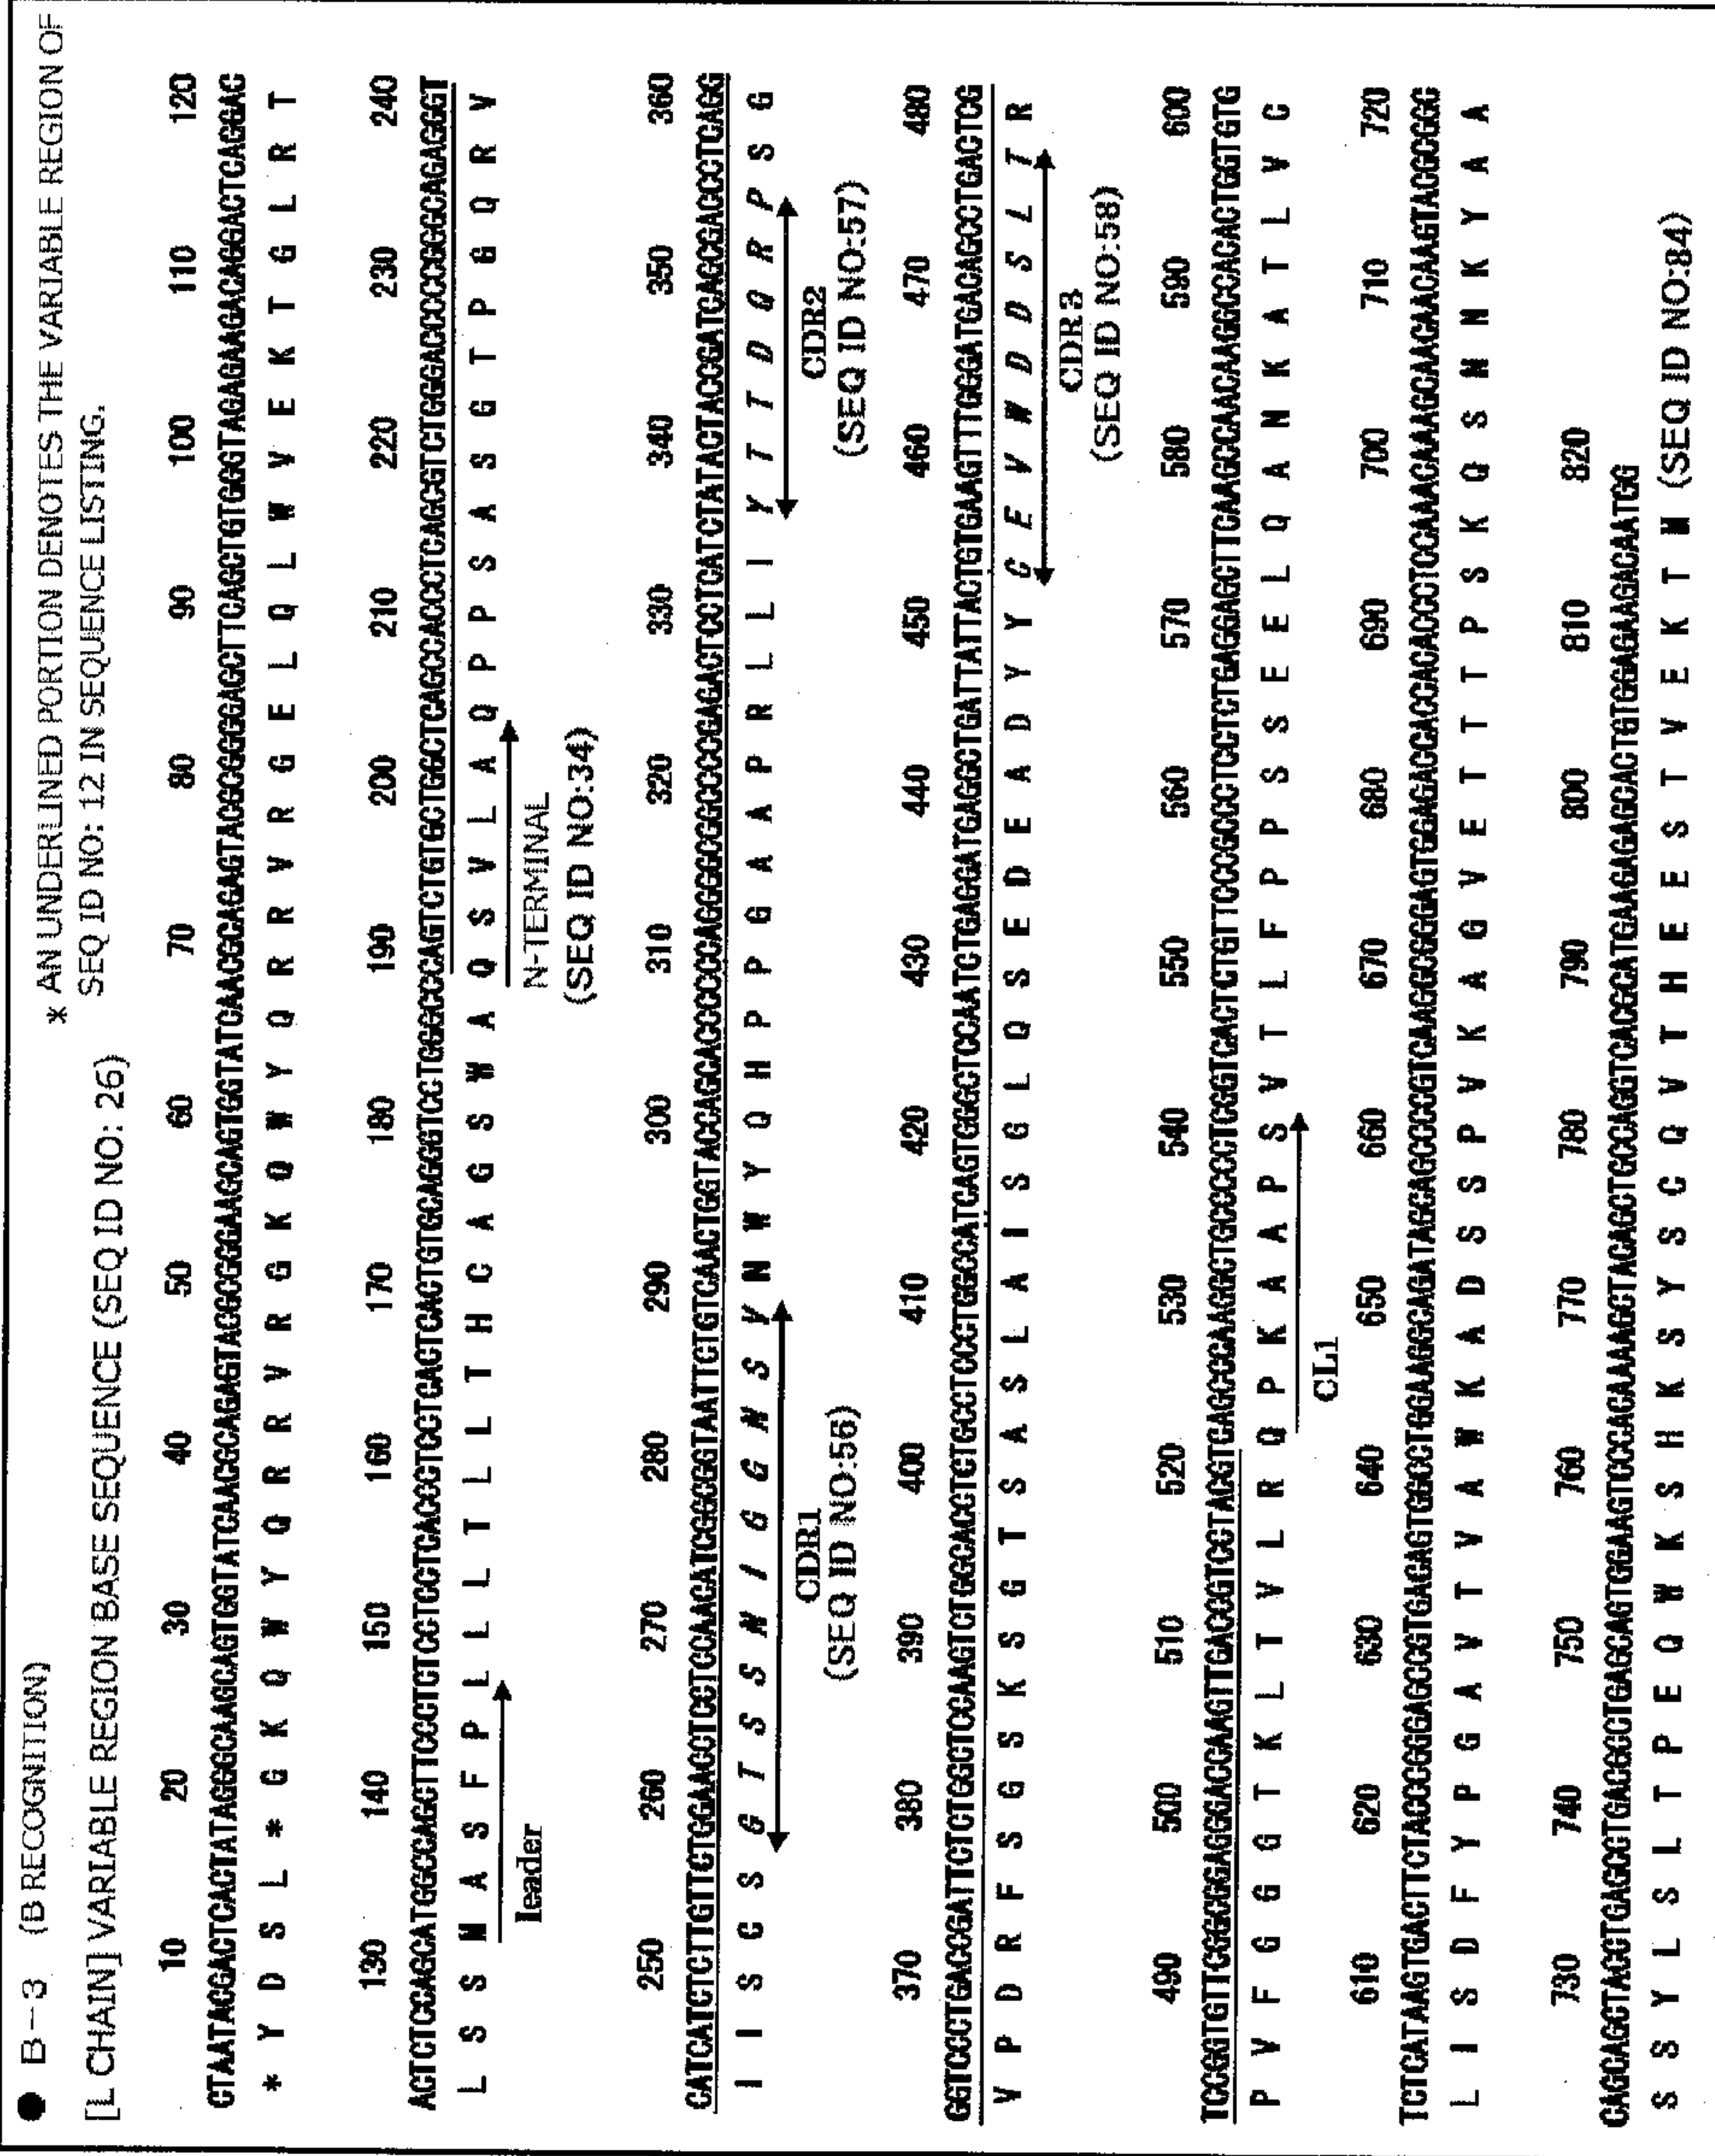 ● B-3 (B RECOGNITION)
* AN UNDERLINED PORTION DENOTES THE VARIABLE REGION OF
SEQ ID NO: 12 IN SEQUENCE LISTING.
[L CHAIN] VARIABLE REGION BASE SEQUENCE (SEQ ID NO: 26)
10 20 30 40 50 60 70 80 90 100 110 120
CTAATACGACTCACTATAGGGCAAGCAGTGGTATCAACGCAGAGTACGCGGGAAGCAGTGGTATCAACGCAGAGTACGCGGGGGAGCTTCAGCTGTGGGTAGAGAAGACAGGACTCAGGAC
* Y D S L * G K Q W Y Q R R V R G K Q W Y Q R R V R G E L Q L W V E K T G L R T
130 140 150 160 170 180 190 200 210 220 230 240
AGTCTCCAGCATGGCCAGCTTCCCTCTCCTCCTCACCCTCCTCACTCACTGTGCAGGGTCCTGGGCCCAGTCTGTGCTGGCTCAGCCACCCTCAGCGTCTGGGACCCCCGGGCAGAGGGT
L S S M A S F P L L L T L L T H C A G S W A Q S V L A Q P P S A S G T P G Q R V
leader
N-TERMINAL
(SEQ ID NO:34)
250 260 270 280 290 300 310 320 330 340 350 360
CATCATCTCTTGTTCTGGAACCTCCTCCAACATCGGCGGTAATTCTGTCAACTGGTACCAGCACCCCCCAGGGGCGGCCCCCAGACTCCTCATCTATACTACCGATCAGCGACCCTCAGG
I I S C S G T S S N I G G N S V N W Y Q H P P G A A P R L L I Y T T D Q R P S G
CDR1
(SEQ ID NO:56)
CDR2
(SEQ ID NO:57)
370 380 390 400 410 420 430 440 450 460 470 480
GGTCCCTGACCGATTCTCTGGCTCCAAGTCTGGCACCTCTGCCTCCCTGGCCATCAGTGGGCTCCAATCTGAGGATGAGGCTGATTATTACTGTGAAGTTTGGGATGACAGCCTGACTCG
V P D R F S G S K S G T S A S L A I S G L Q S E D E A D Y Y C E V W D D S L T R
CDR3
(SEQ ID NO:58)
490 500 510 520 530 540 550 560 570 580 590 600
TCCGGTGTTCGGCGGAGGGACCAAGTTGACCGTCCTACGTCAGCCCAAGGCTGCCCCCTCGGTCACTCTGTTCCCGCCCTCCTCTGAGGAGCTTCAAGCCAACAAGGCCACACTGGTGTG
P V F G G G T K L T V L R Q P K A A P S V T L F P P S S E E L Q A N K A T L V C
CL1
610 620 630 640 650 660 670 680 690 700 710 720
TCTCATAAGTGACTTCTACCCGGGAGCCGTGACAGTGGCCTGGAAGGCAGATAGCAGCCCCGTCAAGGCGGGAGTGGAGACCACCACACCCTCCAAACAAAGCAACAACAAGTACGCGGC
L I S D F Y P G A V T V A W K A D S S P V K A G V E T T T P S K Q S N N K Y A A
730 740 750 760 770 780 790 800 810 820
CAGCAGCTACCTGAGCCTGACGCCTGAGCAGTGGAAGTCCCACAAAAGCTACAGCTGCCAGGTCACGCATGAAGAGAGCACTGTGGAGAAGACAATGG
S S Y L S L T P E Q W K S H K S Y S C Q V T H E E S T V E K T M (SEQ ID NO:84)